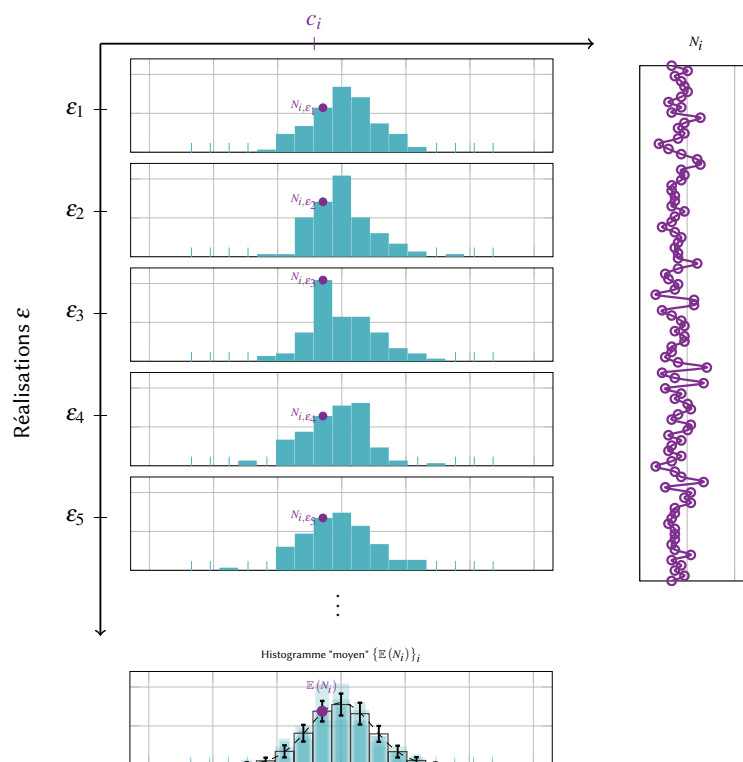 c_i
N_i
ε_1
N_{i,ε_1}
ε_2
N_{i,ε_2}
ε_3
N_{i,ε_3}
Réalisations ε
ε_4
N_{i,ε_4}
ε_5
N_{i,ε_5}
⋮
Histogramme "moyen" {𝔼(N_i)}_i
𝔼(N_i)